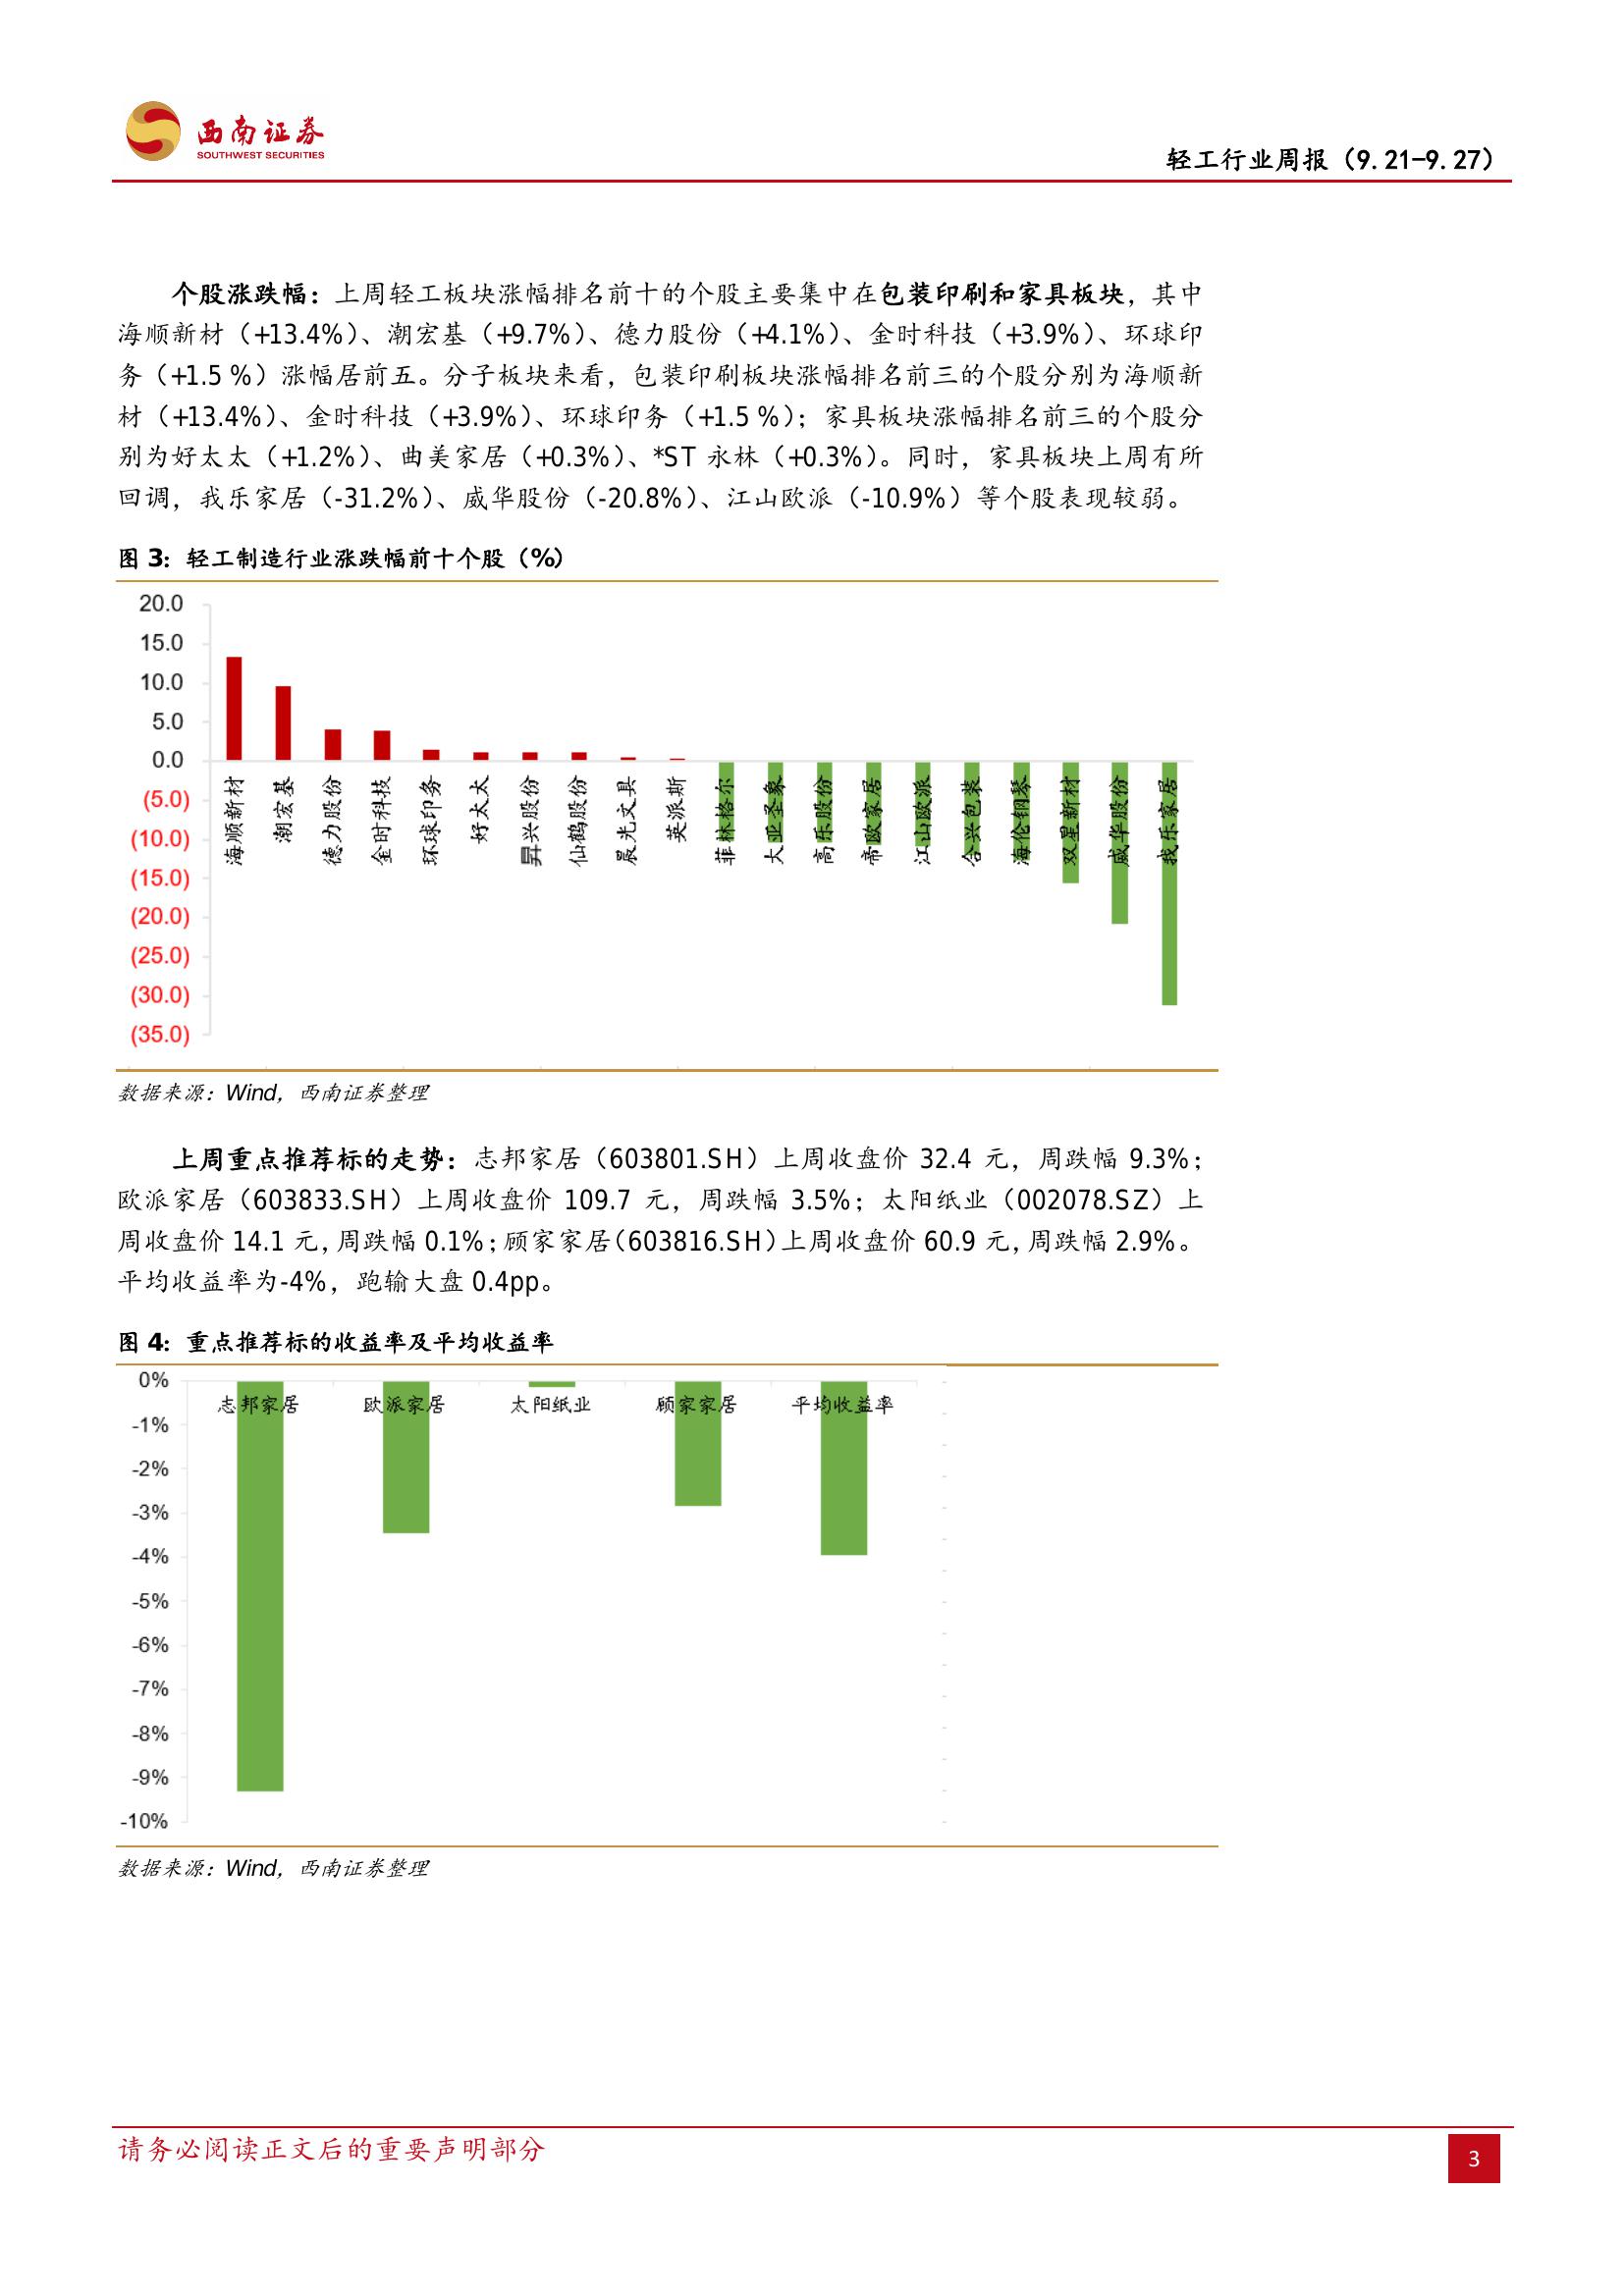 西南证券
SOUTHWEST SECURITIES
轻工行业周报（9.21-9.27）
个股涨跌幅：上周轻工板块涨幅排名前十的个股主要集中在包装印刷和家具板块，其中
海顺新材（+13.4%）、潮宏基（+9.7%）、德力股份（+4.1%）、金时科技（+3.9%）、环球印
务（+1.5 %）涨幅居前五。分子板块来看，包装印刷板块涨幅排名前三的个股分别为海顺新
材（+13.4%）、金时科技（+3.9%）、环球印务（+1.5 %）；家具板块涨幅排名前三的个股分
别为好太太（+1.2%）、曲美家居（+0.3%）、*ST 永林（+0.3%）。同时，家具板块上周有所
回调，我乐家居（-31.2%）、威华股份（-20.8%）、江山欧派（-10.9%）等个股表现较弱。
图 3：轻工制造行业涨跌幅前十个股（%）
20.0
15.0
10.0
5.0
0.0
(5.0)
(10.0)
(15.0)
(20.0)
(25.0)
(30.0)
(35.0)
海顺新材
潮宏基
德力股份
金时科技
环球印务
好太太
昇兴股份
仙鹤股份
晨光文具
英派斯
菲林格尔
大亚圣象
高乐股份
帝欧家居
江山欧派
合兴包装
海伦钢琴
双星新材
威华股份
我乐家居
数据来源：Wind，西南证券整理
上周重点推荐标的走势：志邦家居（603801.SH）上周收盘价 32.4 元，周跌幅 9.3%；
欧派家居（603833.SH）上周收盘价 109.7 元，周跌幅 3.5%；太阳纸业（002078.SZ）上
周收盘价 14.1 元，周跌幅 0.1%；顾家家居（603816.SH）上周收盘价 60.9 元，周跌幅 2.9%。
平均收益率为-4%，跑输大盘 0.4pp。
图 4：重点推荐标的收益率及平均收益率
0%
-1%
-2%
-3%
-4%
-5%
-6%
-7%
-8%
-9%
-10%
志邦家居
欧派家居
太阳纸业
顾家家居
平均收益率
数据来源：Wind，西南证券整理
请务必阅读正文后的重要声明部分
3